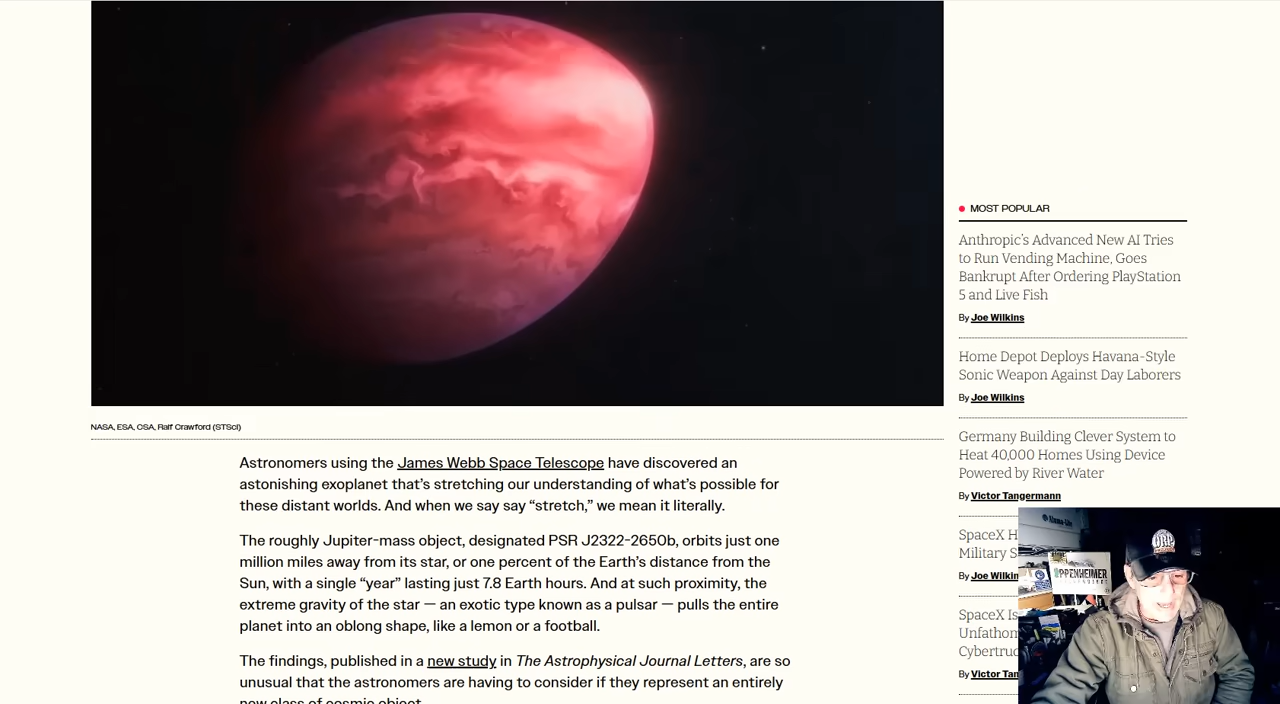 NASA, ESA, CSA, Ralf Crawford (STScI)
Astronomers using the James Webb Space Telescope have discovered an
astonishing exoplanet that’s stretching our understanding of what’s possible for
these distant worlds. And when we say say “stretch,” we mean it literally.
The roughly Jupiter-mass object, designated PSR J2322-2650b, orbits just one
million miles away from its star, or one percent of the Earth’s distance from the
Sun, with a single “year” lasting just 7.8 Earth hours. And at such proximity, the
extreme gravity of the star — an exotic type known as a pulsar — pulls the entire
planet into an oblong shape, like a lemon or a football.
The findings, published in a new study in The Astrophysical Journal Letters, are so
unusual that the astronomers are having to consider if they represent an entirely
new class of cosmic object.
MOST POPULAR
Anthropic’s Advanced New AI Tries
to Run Vending Machine, Goes
Bankrupt After Ordering PlayStation
5 and Live Fish
By Joe Wilkins
Home Depot Deploys Havana-Style
Sonic Weapon Against Day Laborers
By Joe Wilkins
Germany Building Clever System to
Heat 40,000 Homes Using Device
Powered by River Water
By Victor Tangermann
SpaceX H
Military S
By Joe Wilkin
SpaceX Is
Unfathom
Cybertruc
By Victor Tan
OPPENHEIMER